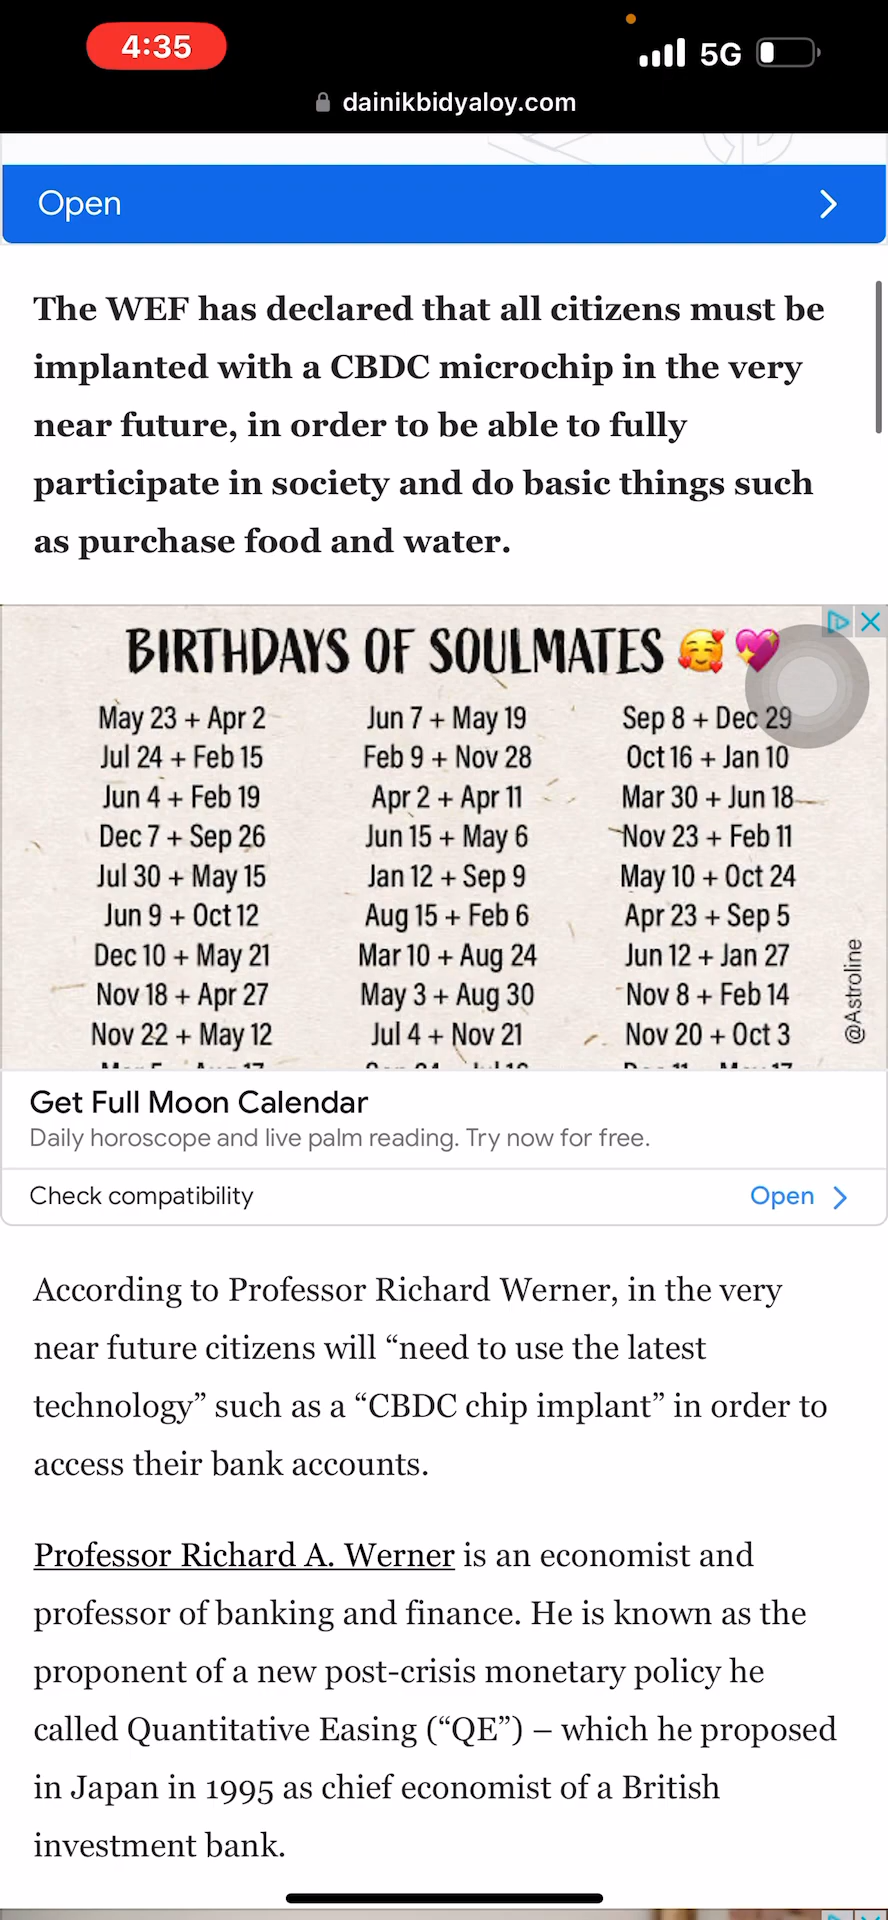 4:35
5G
dainikbidyaloy.com
Open
The WEF has declared that all citizens must be
implanted with a CBDC microchip in the very
near future, in order to be able to fully
participate in society and do basic things such
as purchase food and water.
BIRTHDAYS OF SOULMATES 🥰 💖
May 23 + Apr 2
Jul 24 + Feb 15
Jun 4 + Feb 19
Dec 7 + Sep 26
Jul 30 + May 15
Jun 9 + Oct 12
Dec 10 + May 21
Nov 18 + Apr 27
Nov 22 + May 12
Jun 7 + May 19
Feb 9 + Nov 28
Apr 2 + Apr 11
Jun 15 + May 6
Jan 12 + Sep 9
Aug 15 + Feb 6
Mar 10 + Aug 24
May 3 + Aug 30
Jul 4 + Nov 21
Sep 8 + Dec 29
Oct 16 + Jan 10
Mar 30 + Jun 18
Nov 23 + Feb 11
May 10 + Oct 24
Apr 23 + Sep 5
Jun 12 + Jan 27
Nov 8 + Feb 14
Nov 20 + Oct 3
@Astroline
Get Full Moon Calendar
Daily horoscope and live palm reading. Try now for free.
Check compatibility
Open
According to Professor Richard Werner, in the very
near future citizens will “need to use the latest
technology” such as a “CBDC chip implant” in order to
access their bank accounts.
Professor Richard A. Werner is an economist and
professor of banking and finance. He is known as the
proponent of a new post-crisis monetary policy he
called Quantitative Easing (“QE”) – which he proposed
in Japan in 1995 as chief economist of a British
investment bank.